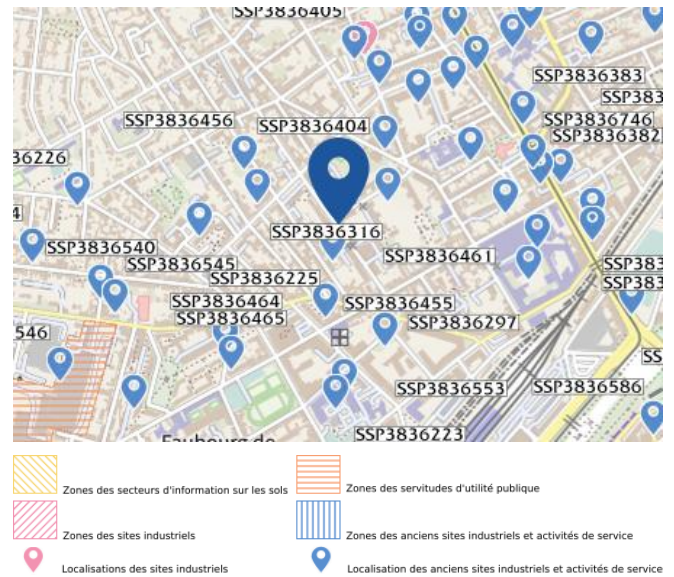 SSP3836405
SSP3836383
SSP383
SSP3836456
SSP3836404
SSP3836746
SSP3836382
36226
4
SSP3836316
SSP3836540
SSP3836461
SSP3836545
SSP383
SSP3836225
SSP383
SSP3836464
SSP3836455
SSP3836465
SSP3836297
546
SS
SSP3836553
SSP3836586
SSP3836223
Faubourg de
Zones des secteurs d'information sur les sols
Zones des servitudes d'utilité publique
Zones des sites industriels
Zones des anciens sites industriels et activités de service
Localisations des sites industriels
Localisation des anciens sites industriels et activités de service